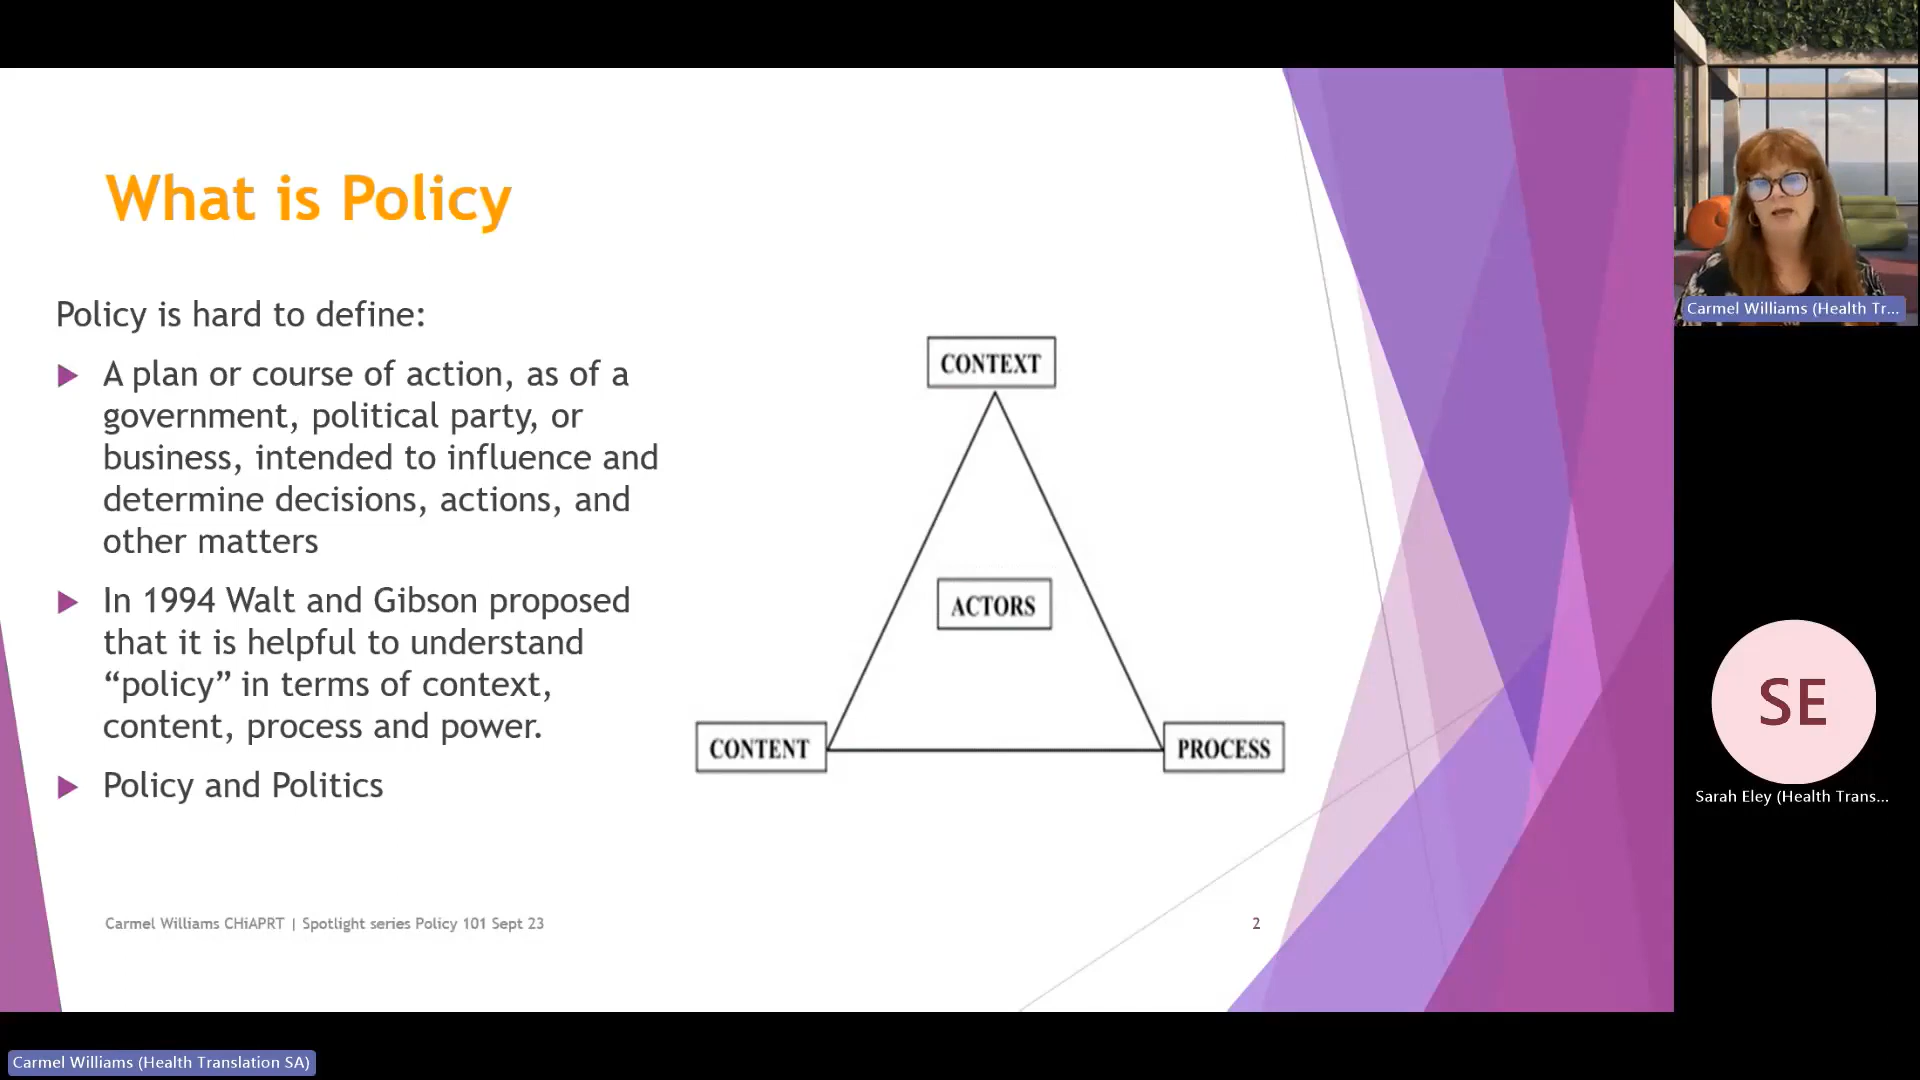 What is Policy
Policy is hard to define:
A plan or course of action, as of a
government, political party, or
business, intended to influence and
determine decisions, actions, and
other matters
In 1994 Walt and Gibson proposed
that it is helpful to understand
“policy” in terms of context,
content, process and power.
Policy and Politics
CONTEXT
ACTORS
CONTENT
PROCESS
Carmel Williams CHiAPRT | Spotlight series Policy 101 Sept 23
2
Carmel Williams (Health Tr...
SE
Sarah Eley (Health Trans...
Carmel Williams (Health Translation SA)